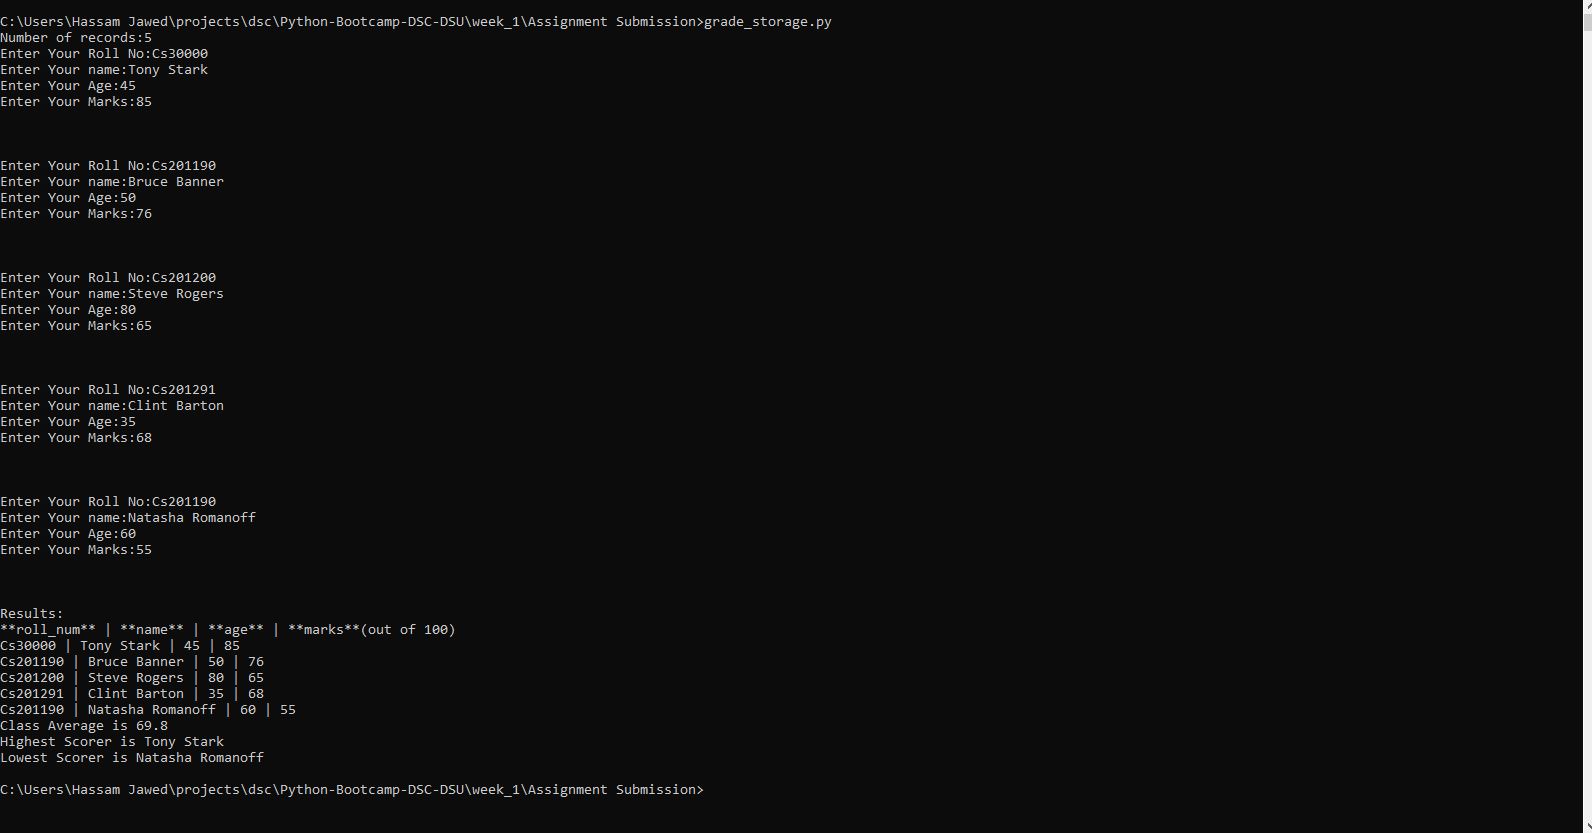 C:\Users\Hassam Jawed\projects\dsc\Python-Bootcamp-DSC-DSU\week_1\Assignment Submission>grade_storage.py
Number of records:5
Enter Your Roll No:Cs30000
Enter Your name:Tony Stark
Enter Your Age:45
Enter Your Marks:85
Enter Your Roll No:Cs201190
Enter Your name:Bruce Banner
Enter Your Age:50
Enter Your Marks:76
Enter Your Roll No:Cs201200
Enter Your name:Steve Rogers
Enter Your Age:80
Enter Your Marks:65
Enter Your Roll No:Cs201291
Enter Your name:Clint Barton
Enter Your Age:35
Enter Your Marks:68
Enter Your Roll No:Cs201190
Enter Your name:Natasha Romanoff
Enter Your Age:60
Enter Your Marks:55
Results:
**roll_num** | **name** | **age** | **marks**(out of 100)
Cs30000 | Tony Stark | 45 | 85
Cs201190 | Bruce Banner | 50 | 76
Cs201200 | Steve Rogers | 80 | 65
Cs201291 | Clint Barton | 35 | 68
Cs201190 | Natasha Romanoff | 60 | 55
Class Average is 69.8
Highest Scorer is Tony Stark
Lowest Scorer is Natasha Romanoff
C:\Users\Hassam Jawed\projects\dsc\Python-Bootcamp-DSC-DSU\week_1\Assignment Submission>